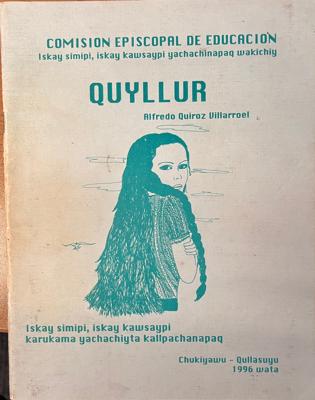 COMISION EPISCOPAL DE EDUCACION
Iskay simipi, iskay kawsaypi yachachinapaq wakichiy
QUYLLUR
Alfredo Quiroz Villarroel
Iskay simipi, iskay kawsaypi
karukama yachachiyta kallpachanapaq
Chukiyawu - Qullasuyu
1996 wata